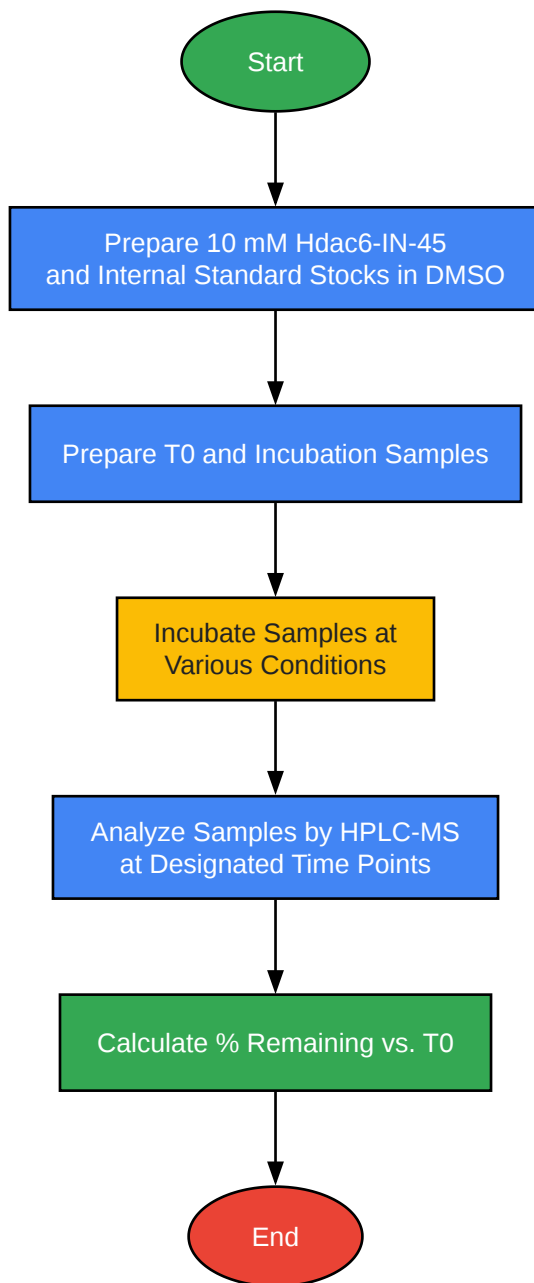 Start
Prepare 10 mM Hdac6-IN-45
and Internal Standard Stocks in DMSO
Prepare T0 and Incubation Samples
Incubate Samples at
Various Conditions
Analyze Samples by HPLC-MS
at Designated Time Points
Calculate % Remaining vs. T0
End